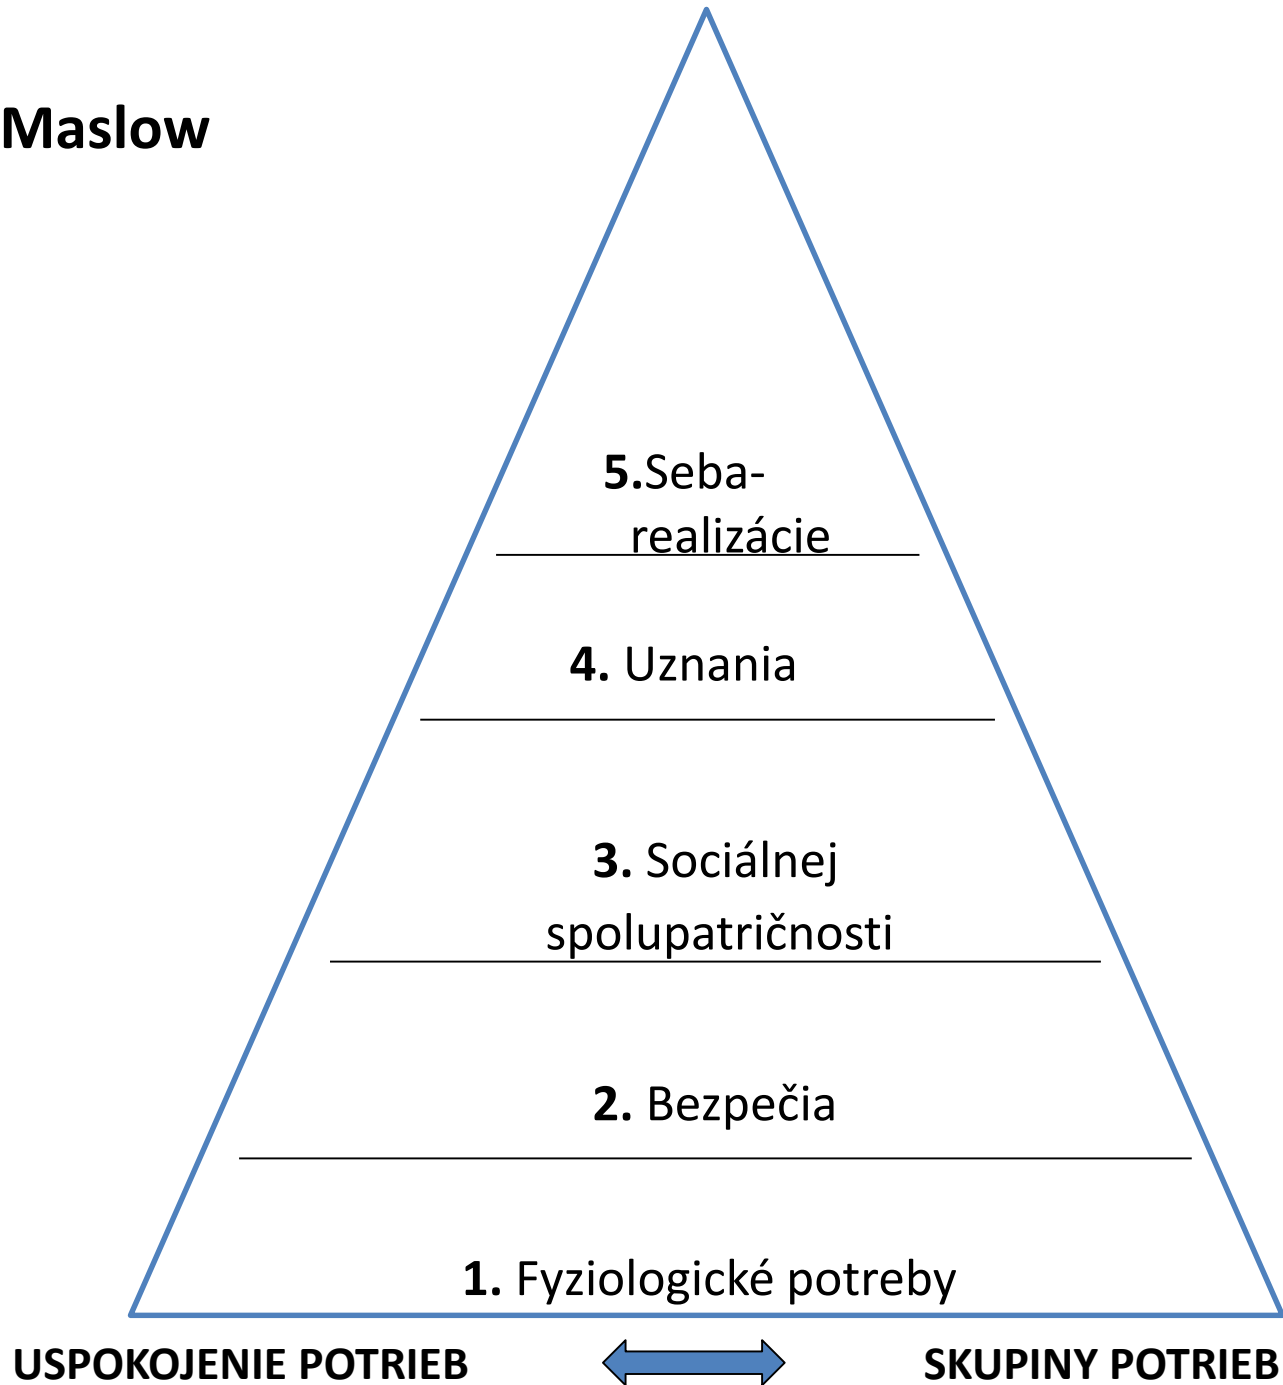 Maslow
5.Seba-
realizácie
4. Uznania
3. Sociálnej
spolupatričnosti
2. Bezpečia
1. Fyziologické potreby
USPOKOJENIE POTRIEB SKUPINY POTRIEB